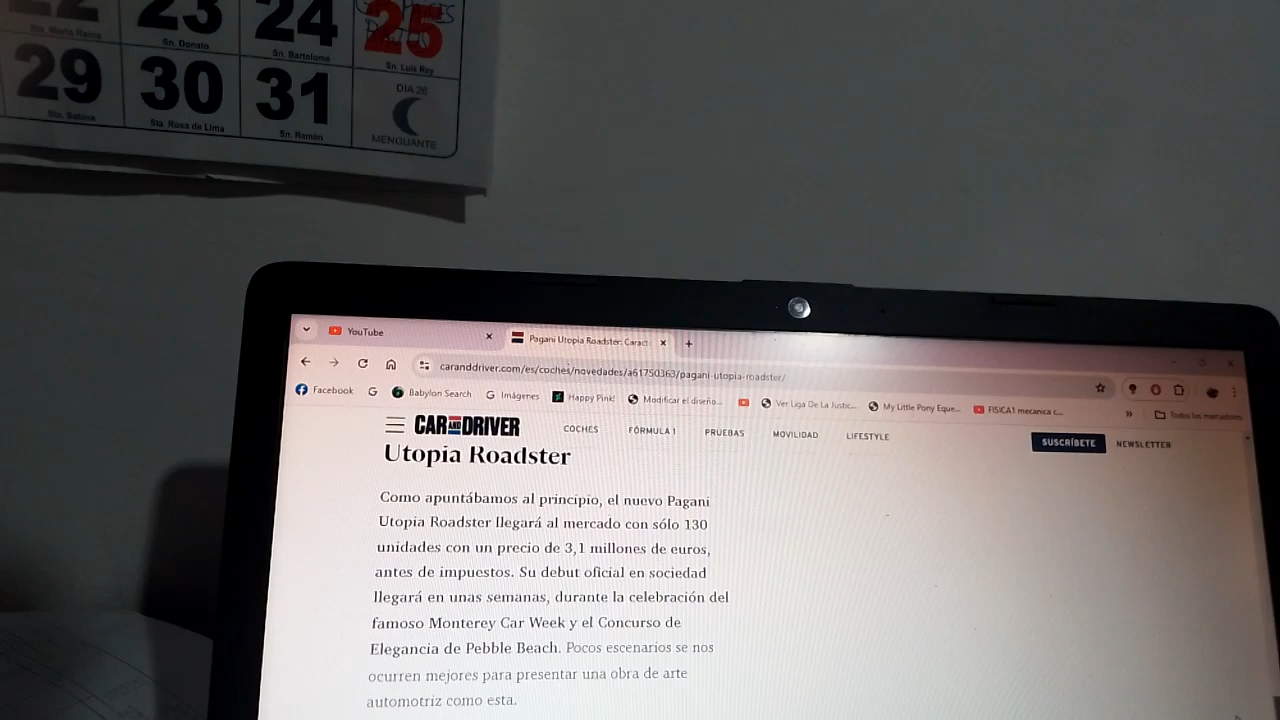 23 24 25
Sta. María Reina Sn. Donato Sn. Bartolome Sn. Luis Rey
29 30 31
DIA 26
MENGUANTE
Sta. Sabina Sta. Rosa de Lima Sn. Ramón
YouTube Pagani Utopia Roadster: Caract
caranddriver.com/es/coches/novedades/a61750363/pagani-utopia-roadster/
Facebook Babylon Search Imágenes Happy Pink! Modificar el diseño... Ver Liga De La Justic... My Little Pony Eque... FISICA1 mecanica c... Todos los marcadores
CAR AND DRIVER COCHES FÓRMULA 1 PRUEBAS MOVILIDAD LIFESTYLE SUSCRÍBETE NEWSLETTER
Utopia Roadster
Como apuntábamos al principio, el nuevo Pagani
Utopia Roadster llegará al mercado con sólo 130
unidades con un precio de 3,1 millones de euros,
antes de impuestos. Su debut oficial en sociedad
llegará en unas semanas, durante la celebración del
famoso Monterey Car Week y el Concurso de
Elegancia de Pebble Beach. Pocos escenarios se nos
ocurren mejores para presentar una obra de arte
automotriz como esta.